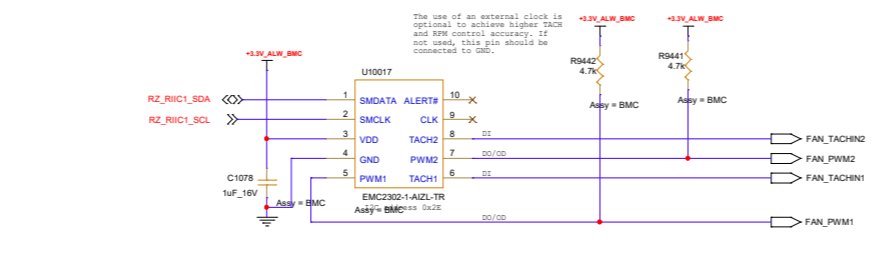 The use of an external clock is
optional to achieve higher TACH
and RPM control accuracy. If
not used, this pin should be
connected to GND.
+3.3V_ALW_BMC
+3.3V_ALW_BMC
+3.3V_ALW_BMC
R9442
4.7k
R9441
4.7k
Assy = BMC
Assy = BMC
U10017
RZ_RIIC1_SDA
RZ_RIIC1_SCL
1 SMDATA ALERT# 10
2 SMCLK CLK 9
3 VDD TACH2 8 DI
4 GND PWM2 7 DO/OD
5 PWM1 TACH1 6 DI
FAN_TACHIN2
FAN_PWM2
FAN_TACHIN1
C1078
1uF_16V
Assy = BMC
EMC2302-1-AIZL-TR
I2C address 0x2E
Assy = BMC
DO/OD
FAN_PWM1